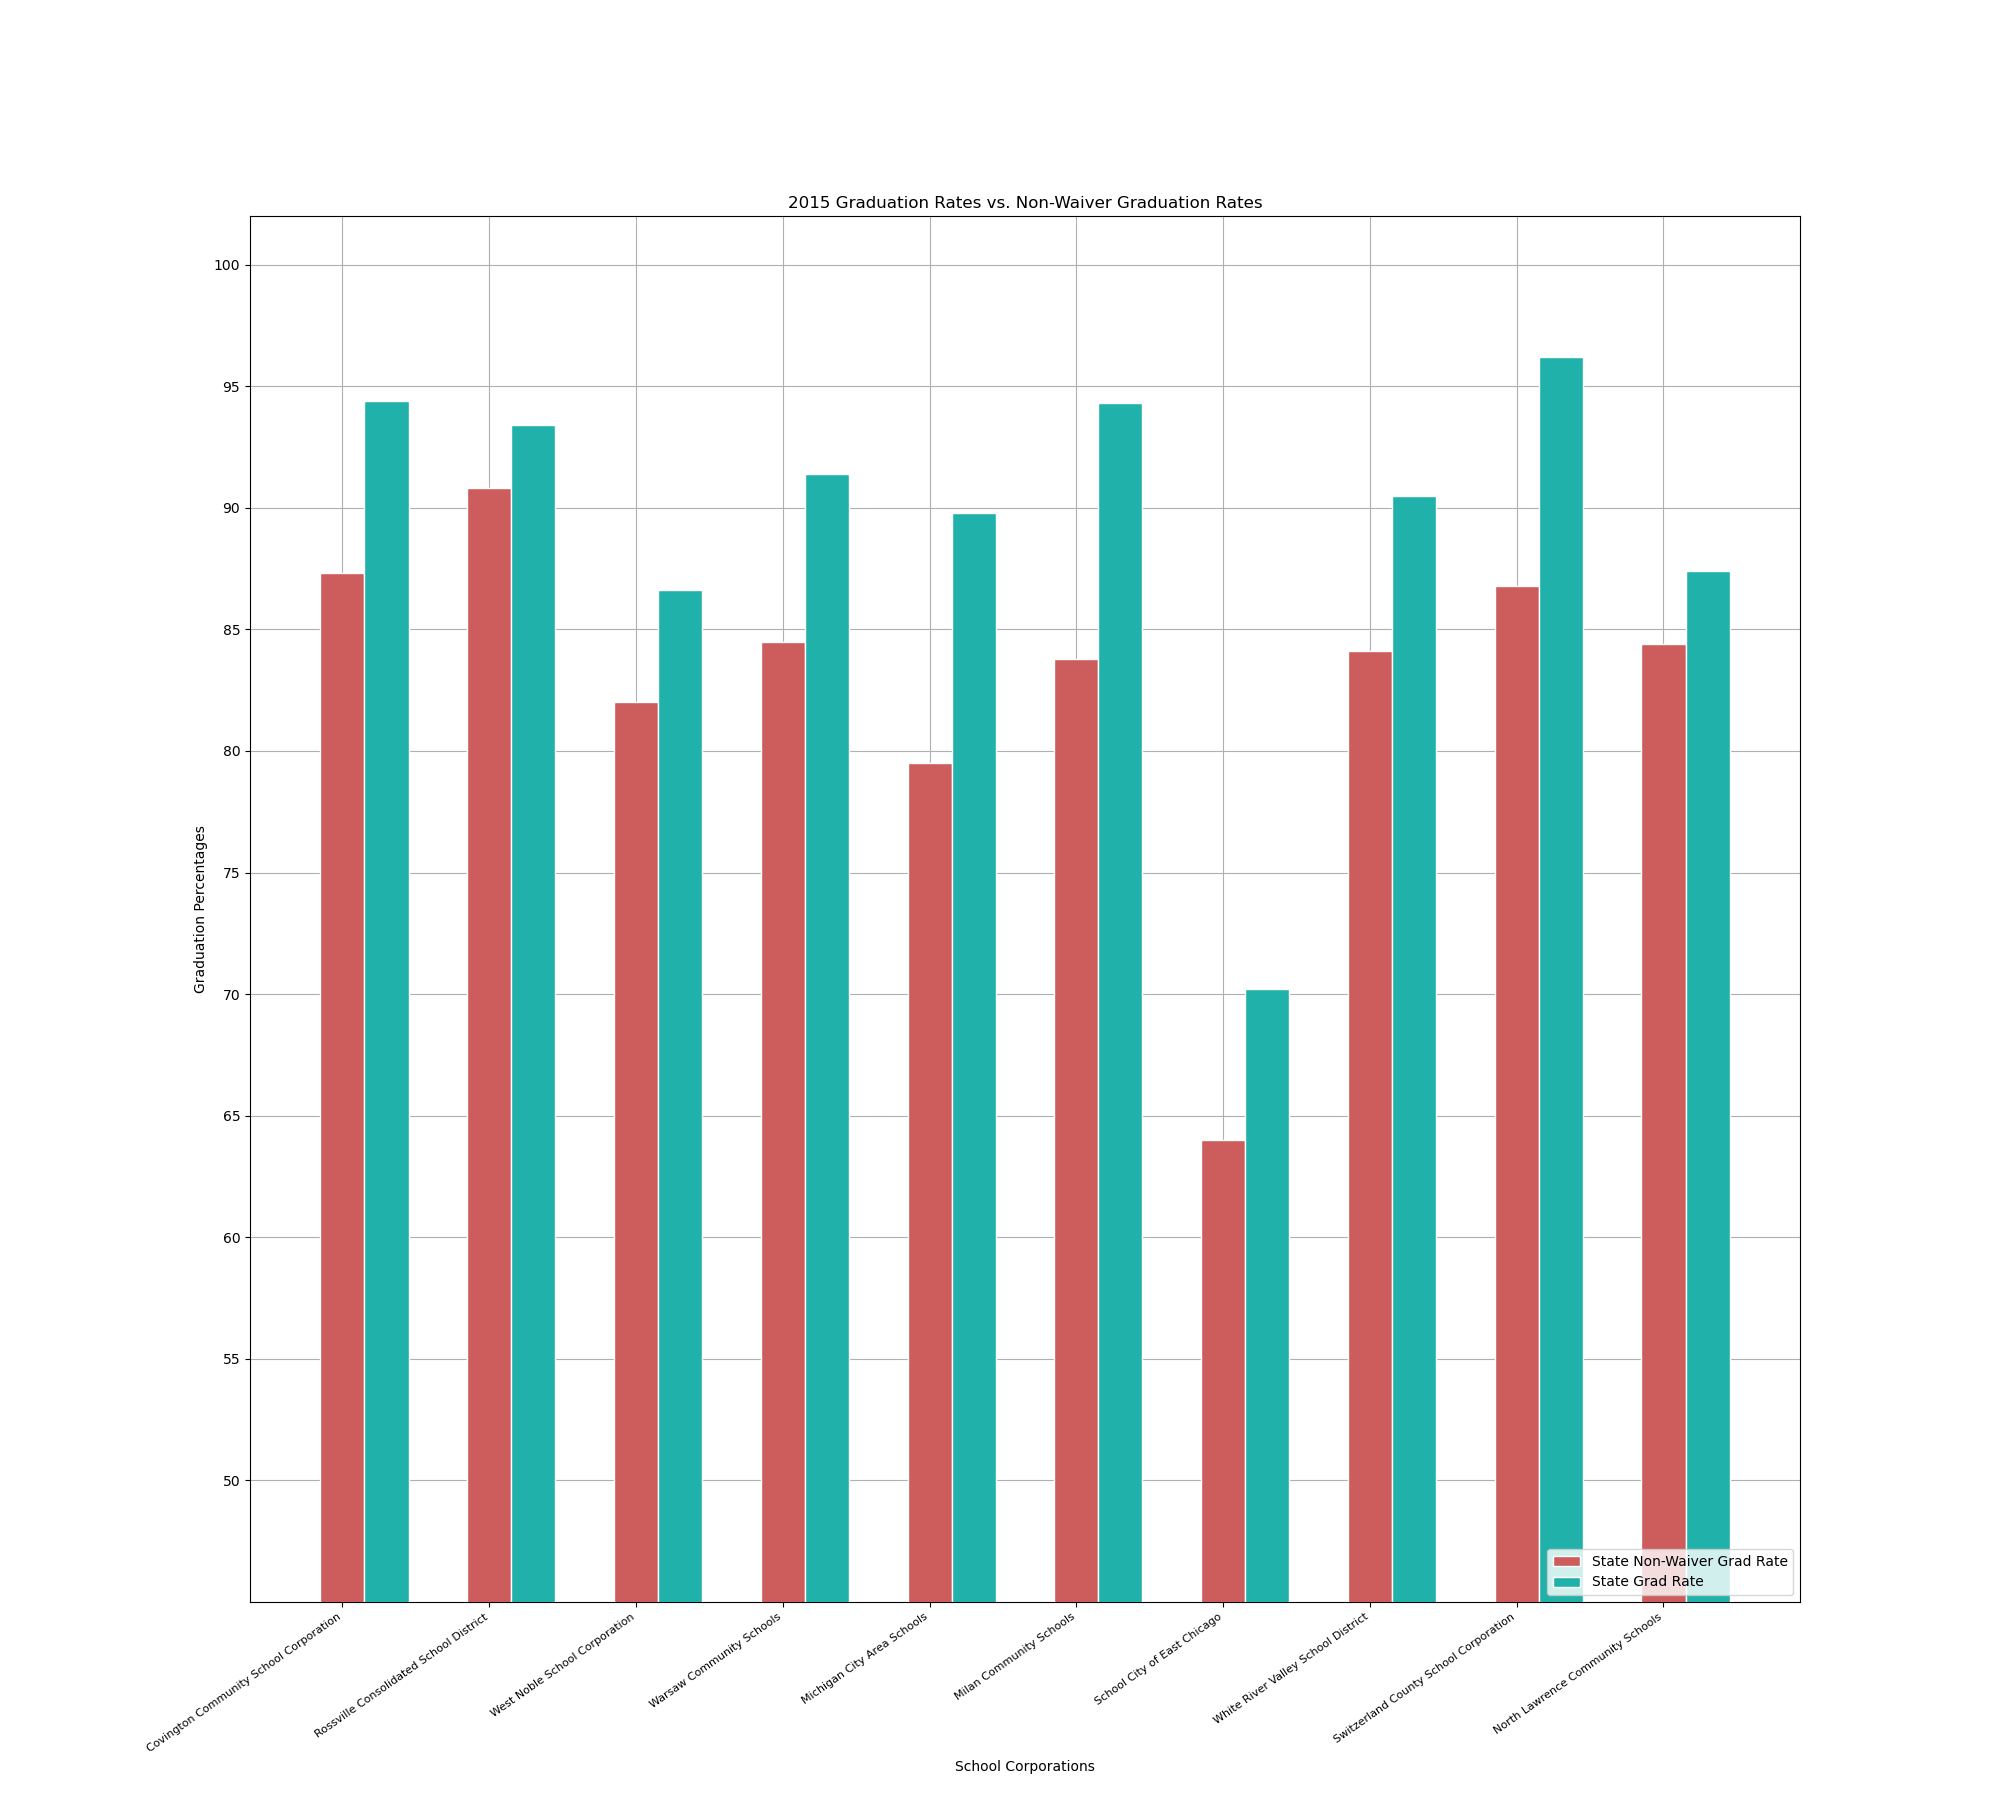 2015 Graduation Rates vs. Non-Waiver Graduation Rates
100
95
90
85
80
75
70
65
60
55
50
Graduation Percentages
State Non-Waiver Grad Rate
State Grad Rate
Covington Community School Corporation
Rossville Consolidated School District
West Noble School Corporation
Warsaw Community Schools
Michigan City Area Schools
Milan Community Schools
School City of East Chicago
White River Valley School District
Switzerland County School Corporation
North Lawrence Community Schools
School Corporations